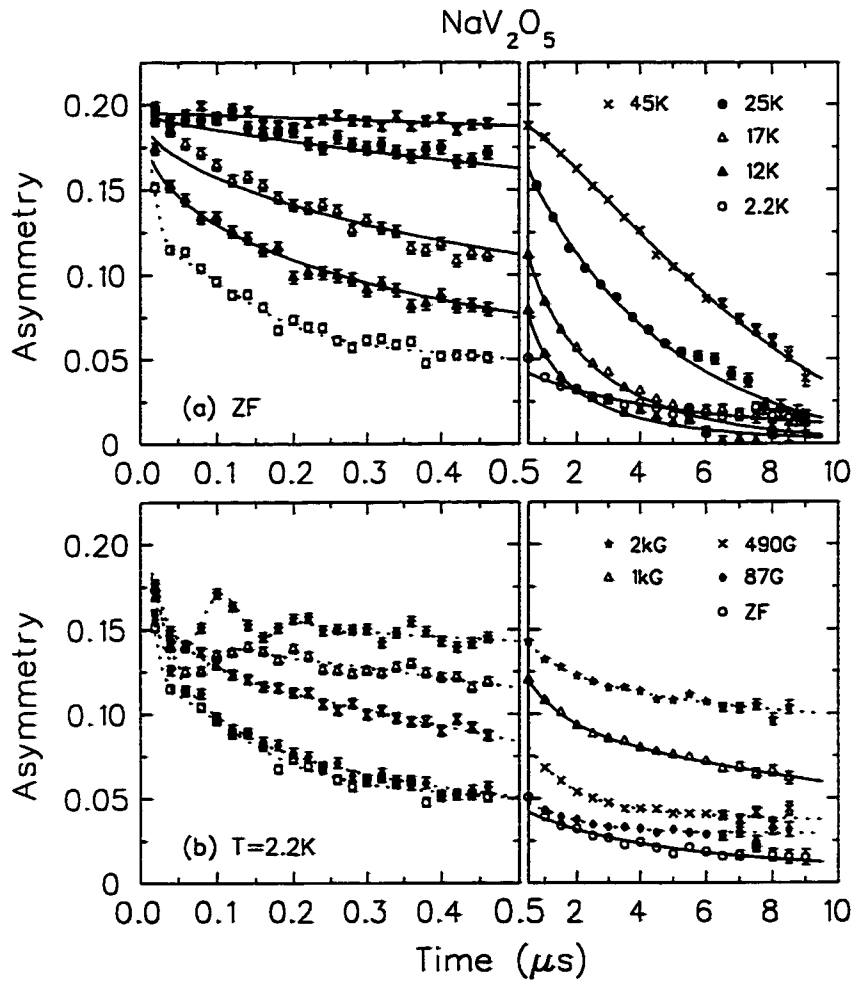 NaV₂O₅
0.20
0.15
0.10
0.05
0
Asymmetry
× 45K ● 25K
△ 17K
▲ 12K
○ 2.2K
(a) ZF
0.0 0.1 0.2 0.3 0.4 0.5 2 4 6 8 10
0.20
0.15
0.10
0.05
0
Asymmetry
★ 2kG × 490G
△ 1kG ◆ 87G
○ ZF
(b) T=2.2K
0.0 0.1 0.2 0.3 0.4 0.5 2 4 6 8 10
Time (μs)